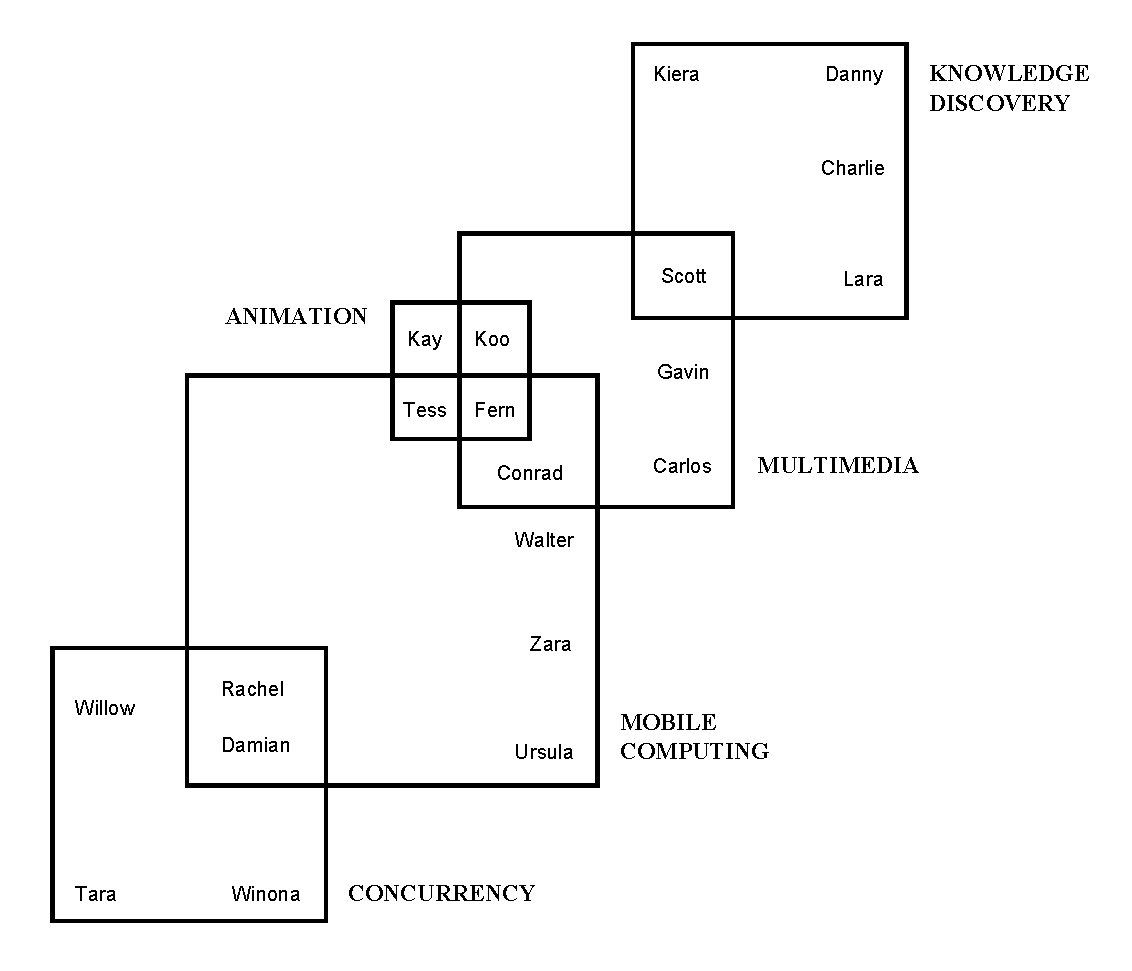 Kiera
Danny
KNOWLEDGE
DISCOVERY
Charlie
Scott
Lara
ANIMATION
Kay
Koo
Gavin
Tess
Fern
Conrad
Carlos
MULTIMEDIA
Walter
Zara
Rachel
Willow
MOBILE
COMPUTING
Damian
Ursula
Tara
Winona
CONCURRENCY